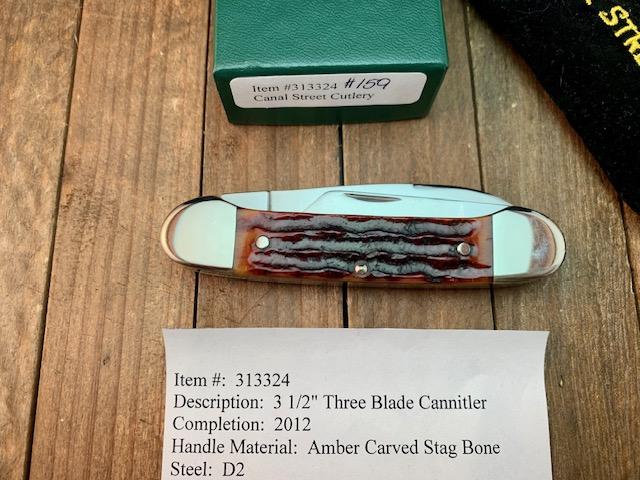 STRE
Item #313324 #159
Canal Street Cutlery
Item #: 313324
Description: 3 1/2" Three Blade Cannitler
Completion: 2012
Handle Material: Amber Carved Stag Bone
Steel: D2